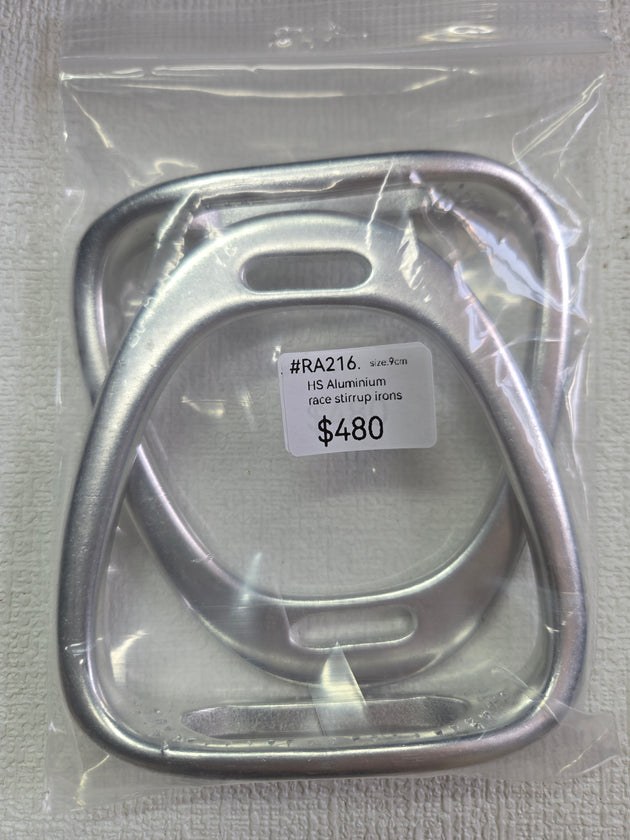 #RA216. size:9cm
HS Aluminium
race stirrup irons
$480